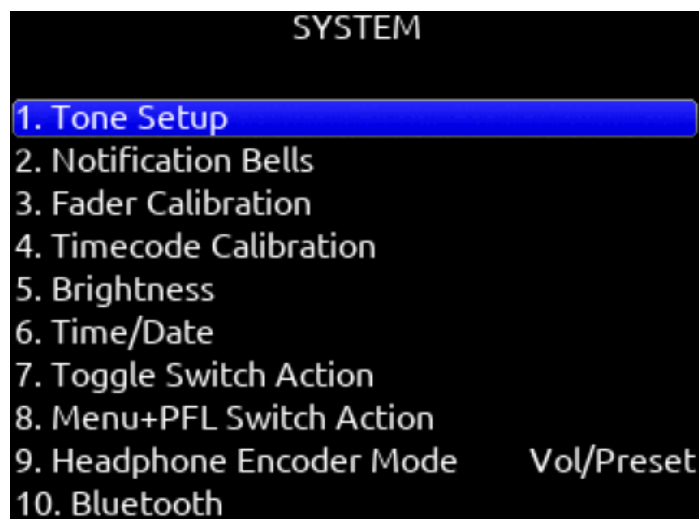 SYSTEM
1. Tone Setup
2. Notification Bells
3. Fader Calibration
4. Timecode Calibration
5. Brightness
6. Time/Date
7. Toggle Switch Action
8. Menu+PFL Switch Action
9. Headphone Encoder Mode Vol/Preset
10. Bluetooth